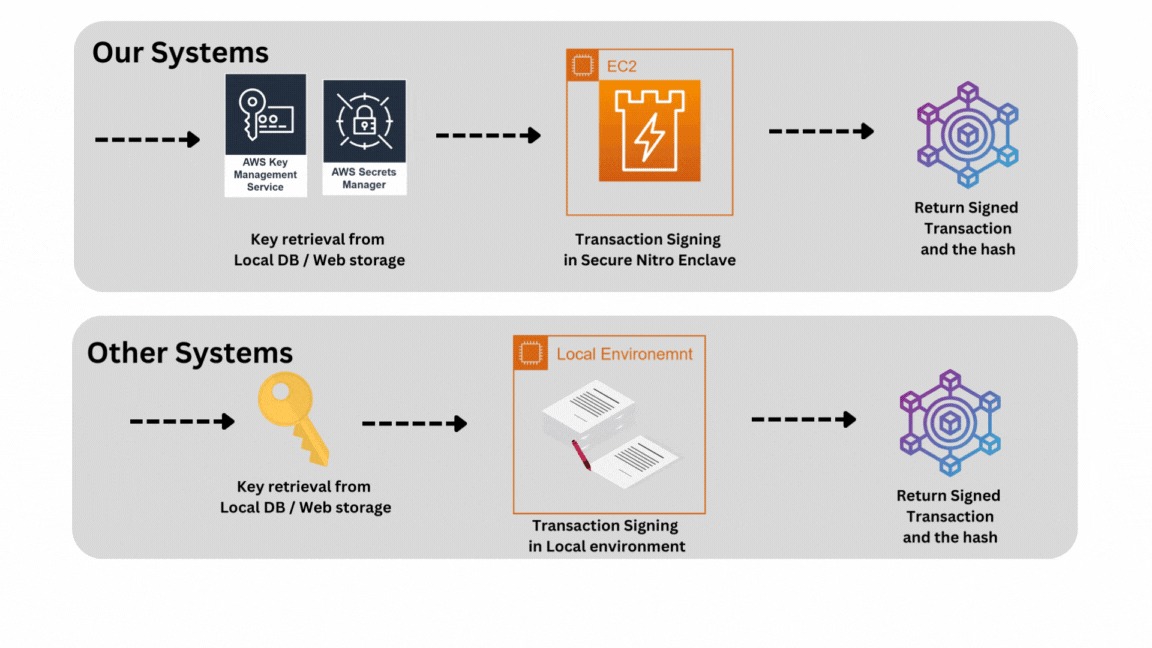 Our Systems
EC2
AWS Key
Management
Service
AWS Secrets
Manager
Key retrieval from
Local DB / Web storage
Transaction Signing
in Secure Nitro Enclave
Return Signed
Transaction
and the hash
Other Systems
Local Environemnt
Key retrieval from
Local DB / Web storage
Transaction Signing
in Local environment
Return Signed
Transaction
and the hash